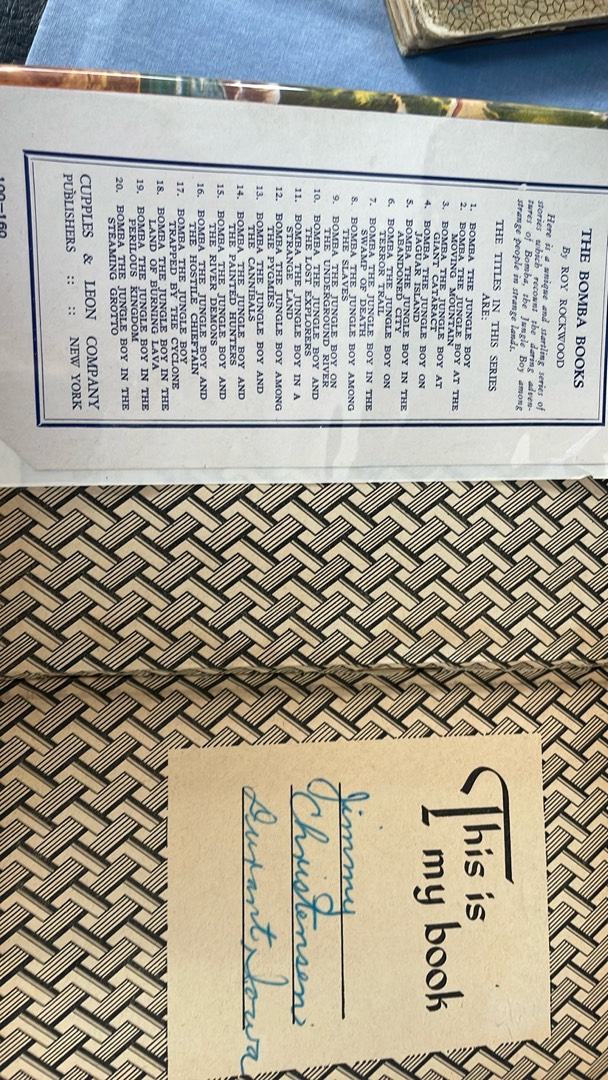 THE BOMBA BOOKS
By ROY ROCKWOOD
Here is a unique and startling series of
stories which recount the daring adven-
tures of Bomba, the Jungle Boy among
strange people in strange lands.
THE TITLES IN THIS SERIES
ARE:
1. BOMBA THE JUNGLE BOY
2. BOMBA THE JUNGLE BOY AT THE
MOVING MOUNTAIN
3. BOMBA THE JUNGLE BOY AT
GIANT CATARACT
4. BOMBA THE JUNGLE BOY ON
JAGUAR ISLAND
5. BOMBA THE JUNGLE BOY IN THE
ABANDONED CITY
6. BOMBA THE JUNGLE BOY ON
TERROR TRAIL
7. BOMBA THE JUNGLE BOY IN THE
SWAMP OF DEATH
8. BOMBA THE JUNGLE BOY AMONG
THE SLAVES
9. BOMBA THE JUNGLE BOY ON
THE UNDERGROUND RIVER
10. BOMBA THE JUNGLE BOY AND
THE LOST EXPLORERS
11. BOMBA THE JUNGLE BOY IN A
STRANGE LAND
12. BOMBA THE JUNGLE BOY AMONG
THE PYGMIES
13. BOMBA THE JUNGLE BOY AND
THE CANNIBALS
14. BOMBA THE JUNGLE BOY AND
THE PAINTED HUNTERS
15. BOMBA THE JUNGLE BOY AND
THE RIVER DEMONS
16. BOMBA THE JUNGLE BOY AND
THE HOSTILE CHIEFTAIN
17. BOMBA THE JUNGLE BOY
TRAPPED BY THE CYCLONE
18. BOMBA THE JUNGLE BOY IN THE
LAND OF BURNING LAVA
19. BOMBA THE JUNGLE BOY IN THE
PERILOUS KINGDOM
20. BOMBA THE JUNGLE BOY IN THE
STEAMING GROTTO
CUPPLES & LEON COMPANY
PUBLISHERS :: :: NEW YORK
100-160
This is
my book
Jimmy
Christensen
Durant, Iowa